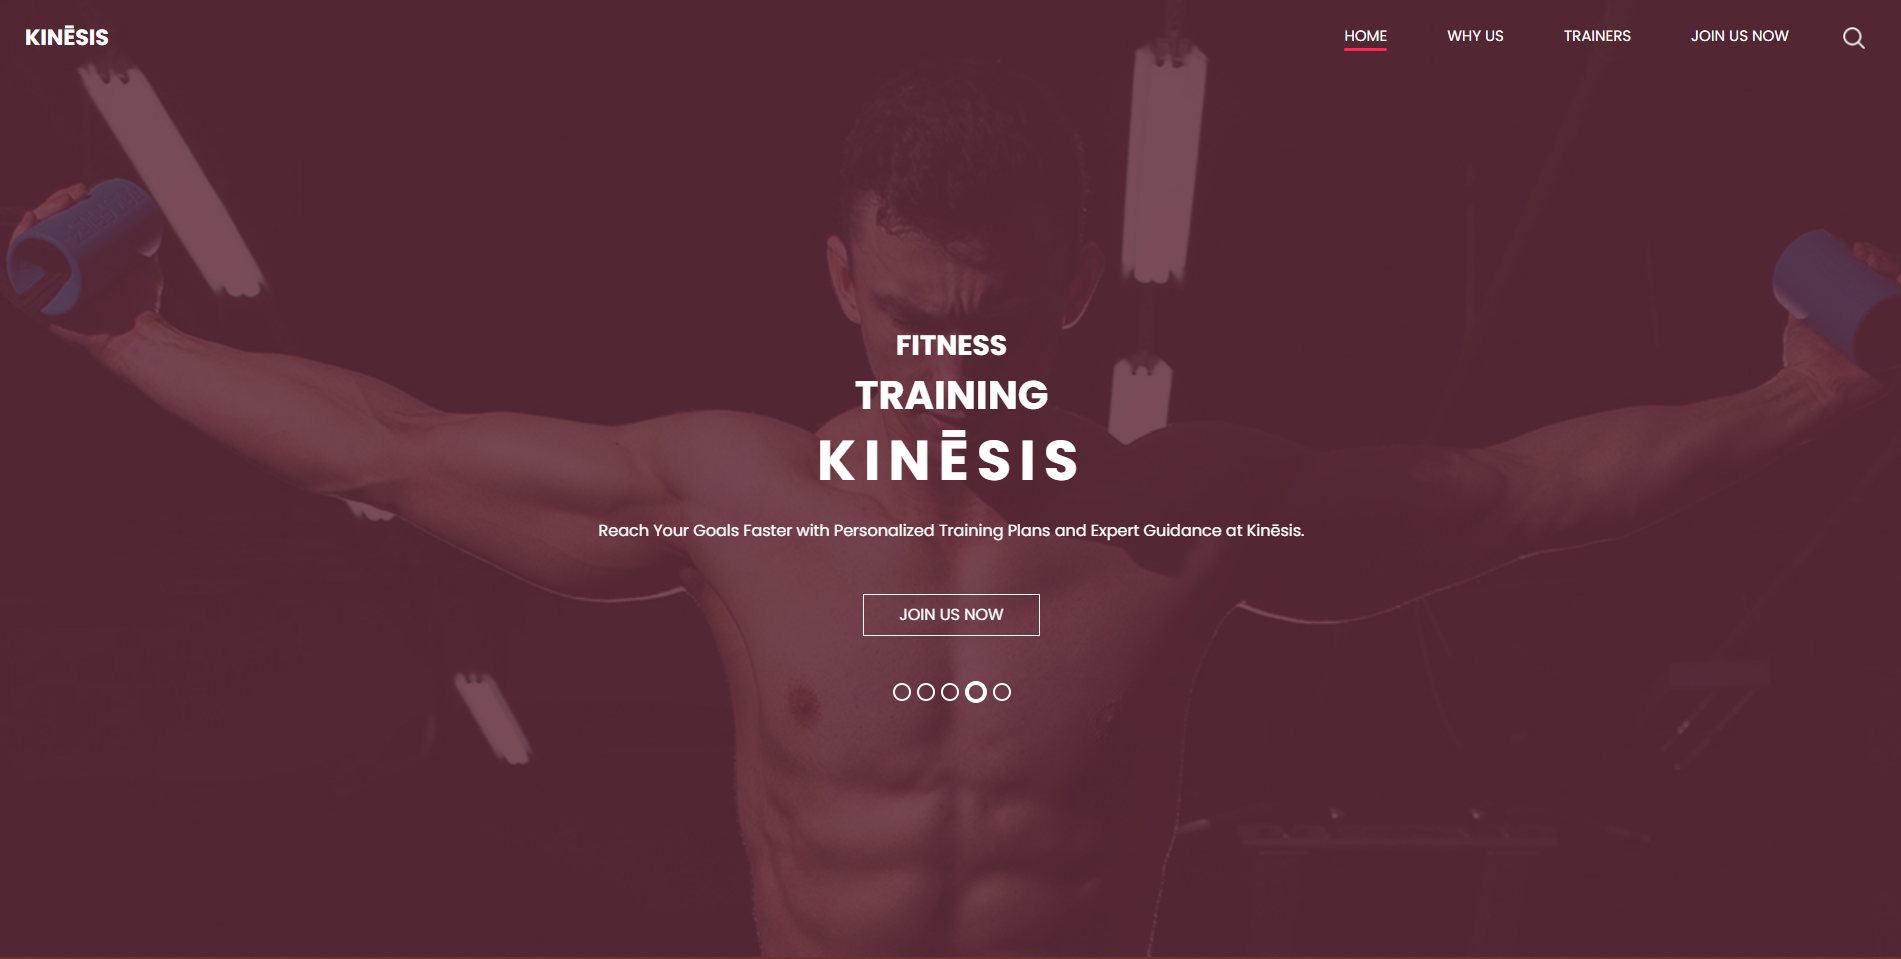 KINĒSIS
HOME
WHY US
TRAINERS
JOIN US NOW
FITNESS
TRAINING
KINĒSIS
Reach Your Goals Faster with Personalized Training Plans and Expert Guidance at Kinēsis.
JOIN US NOW